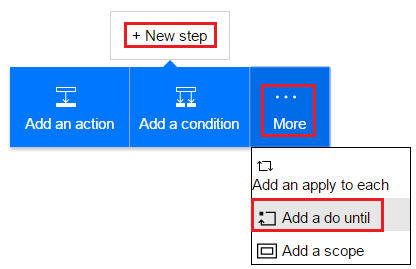 + New step
Add an action
Add a condition
More
Add an apply to each
Add a do until
Add a scope